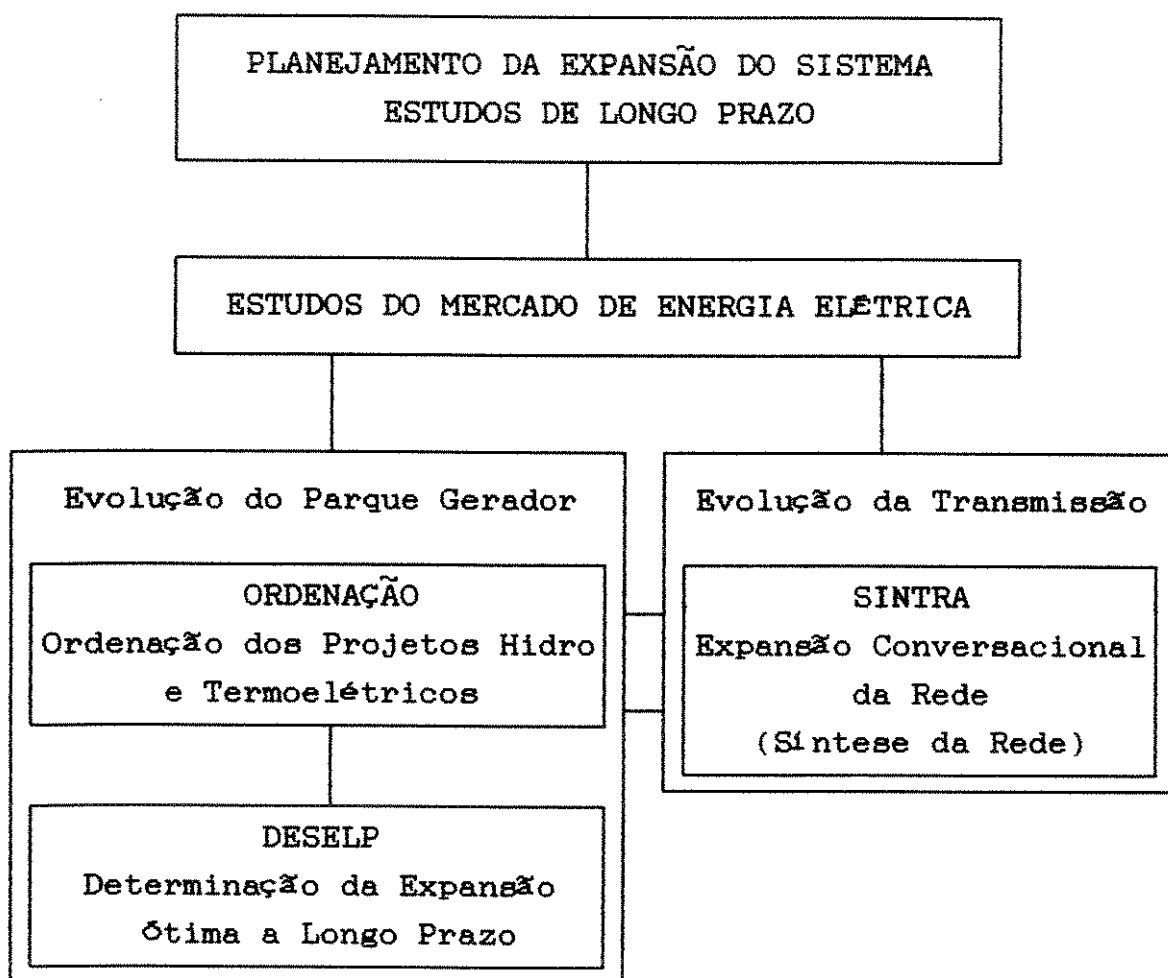 PLANEJAMENTO DA EXPANSÃO DO SISTEMA
ESTUDOS DE LONGO PRAZO
ESTUDOS DO MERCADO DE ENERGIA ELÉTRICA
Evolução do Parque Gerador
ORDENAÇÃO
Ordenação dos Projetos Hidro
e Termoelétricos
DESELP
Determinação da Expansão
Ótima a Longo Prazo
Evolução da Transmissão
SINTRA
Expansão Conversacional
da Rede
(Síntese da Rede)